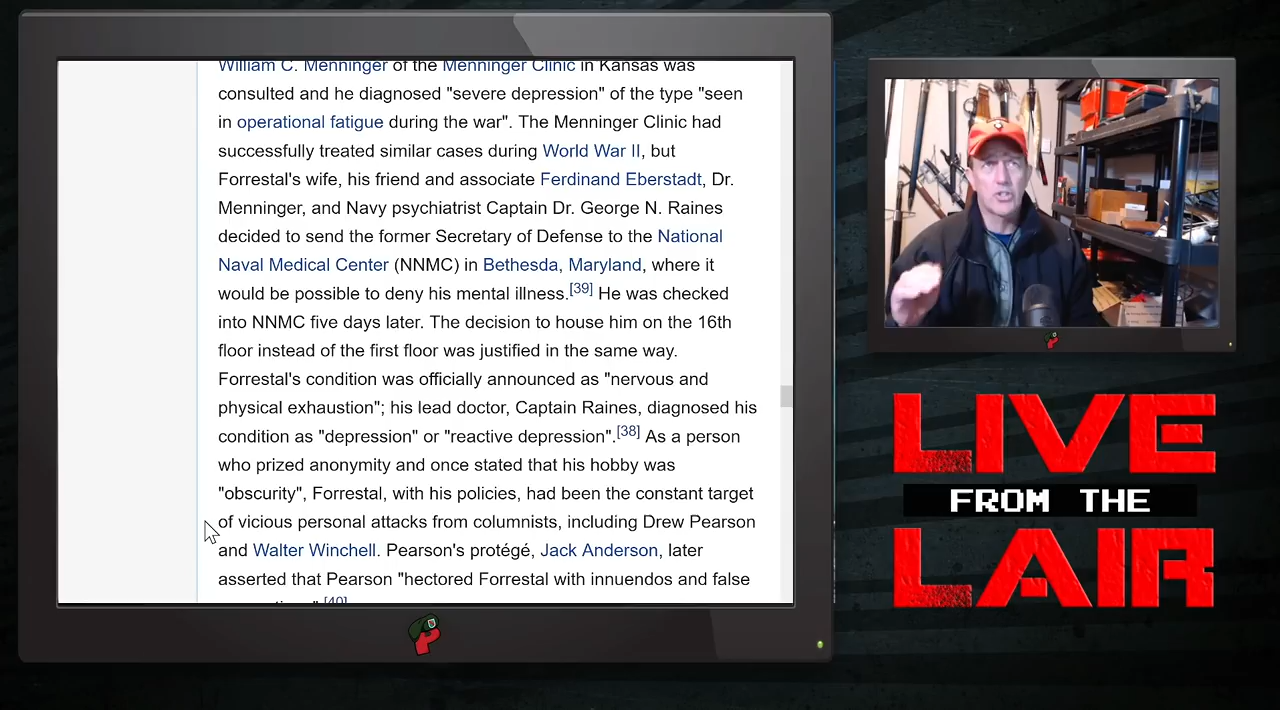 William C. Menninger of the Menninger Clinic in Kansas was
consulted and he diagnosed "severe depression" of the type "seen
in operational fatigue during the war". The Menninger Clinic had
successfully treated similar cases during World War II, but
Forrestal's wife, his friend and associate Ferdinand Eberstadt, Dr.
Menninger, and Navy psychiatrist Captain Dr. George N. Raines
decided to send the former Secretary of Defense to the National
Naval Medical Center (NNMC) in Bethesda, Maryland, where it
would be possible to deny his mental illness.[39] He was checked
into NNMC five days later. The decision to house him on the 16th
floor instead of the first floor was justified in the same way.
Forrestal's condition was officially announced as "nervous and
physical exhaustion"; his lead doctor, Captain Raines, diagnosed his
condition as "depression" or "reactive depression".[38] As a person
who prized anonymity and once stated that his hobby was
"obscurity", Forrestal, with his policies, had been the constant target
of vicious personal attacks from columnists, including Drew Pearson
and Walter Winchell. Pearson's protégé, Jack Anderson, later
asserted that Pearson "hectored Forrestal with innuendos and false
[40]
LIVE
FROM THE
LAIR